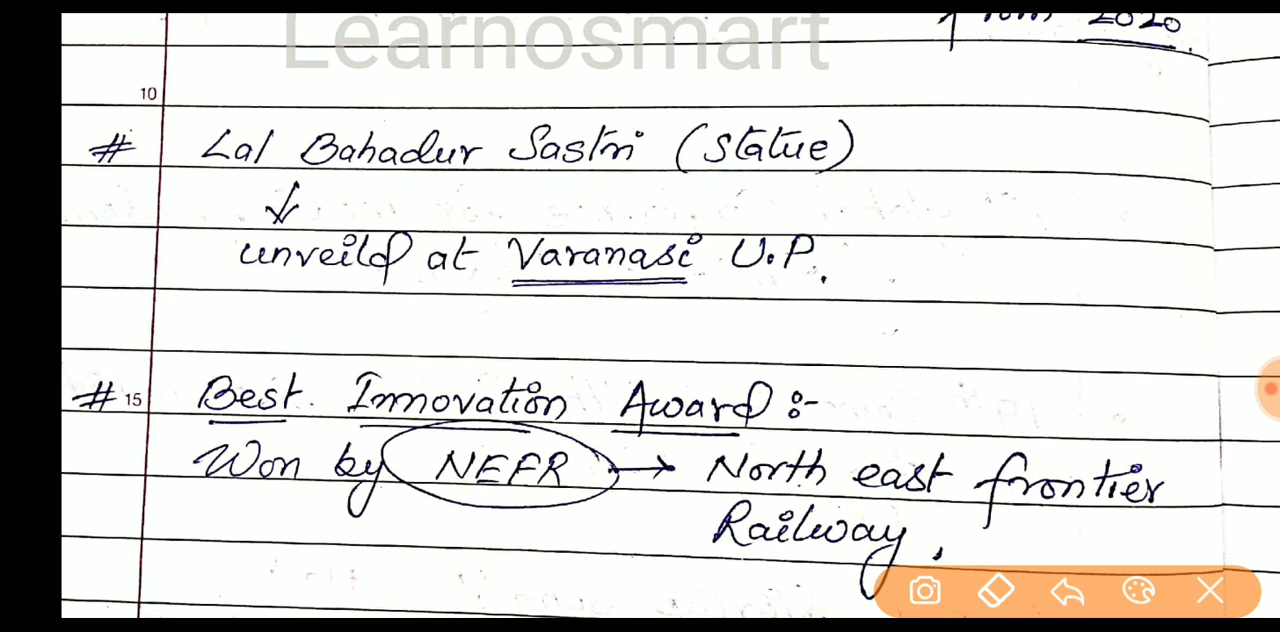 Learnosmart
2020
10
# Lal Bahadur Sastri (Statue)
unveild at Varanasi U.P.
# 15 Best Innovation Award :-
Won by NEFR → North east frontier
Railway,